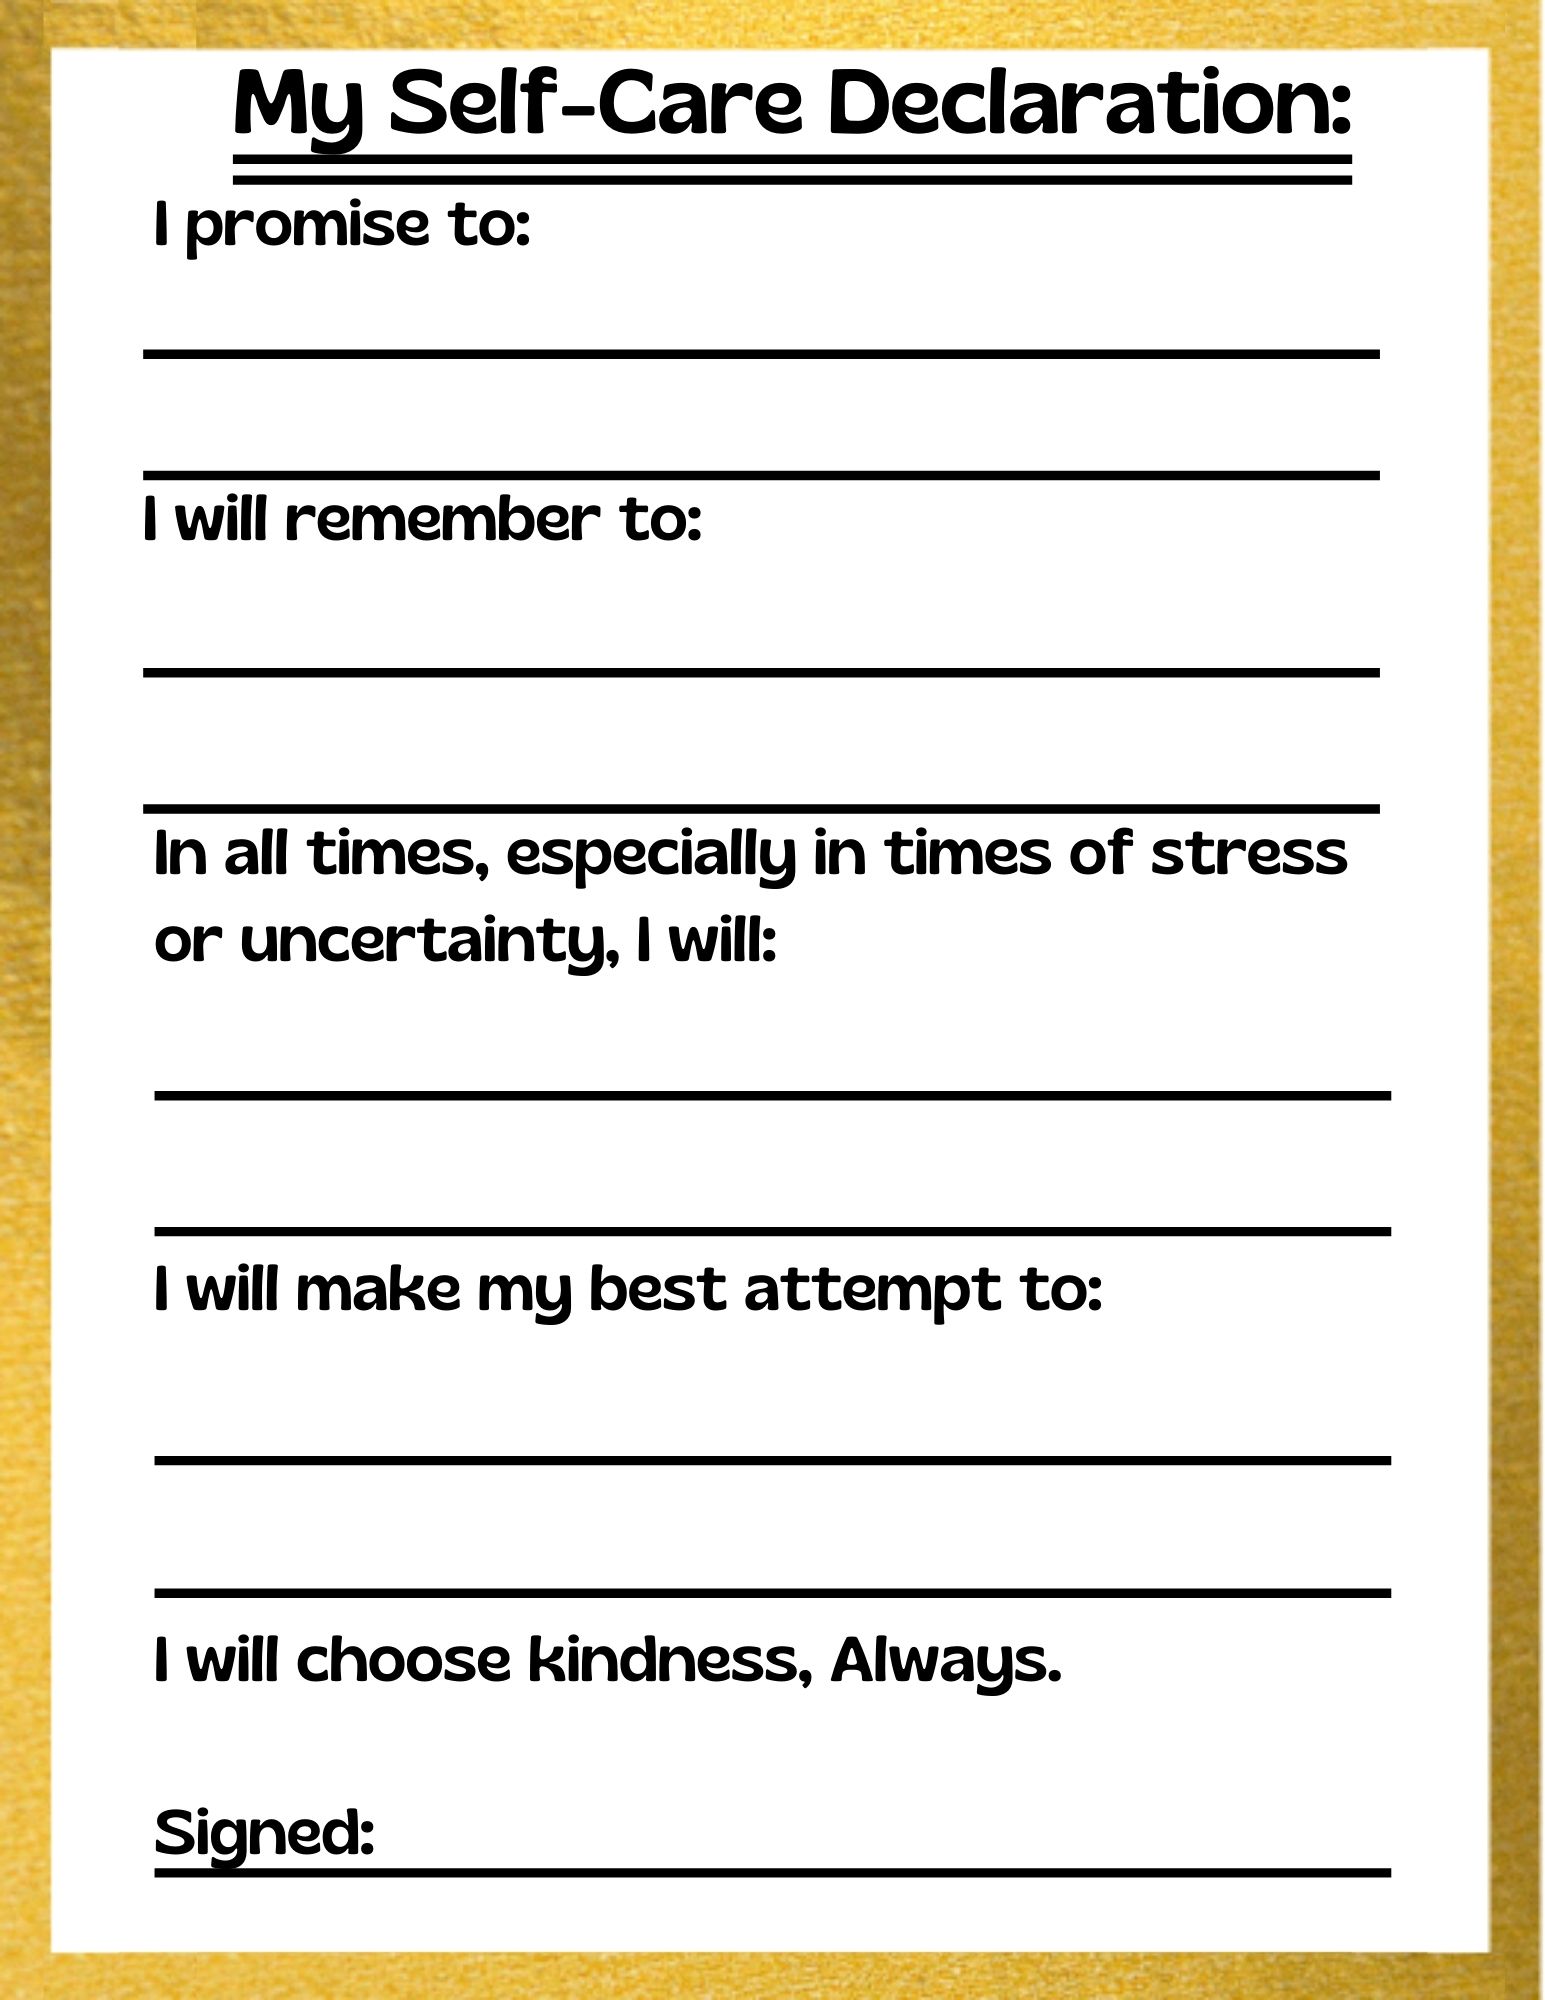 My Self-Care Declaration:
I promise to:
I will remember to:
In all times, especially in times of stress
or uncertainty, I will:
I will make my best attempt to:
I will choose kindness, Always.
Signed: